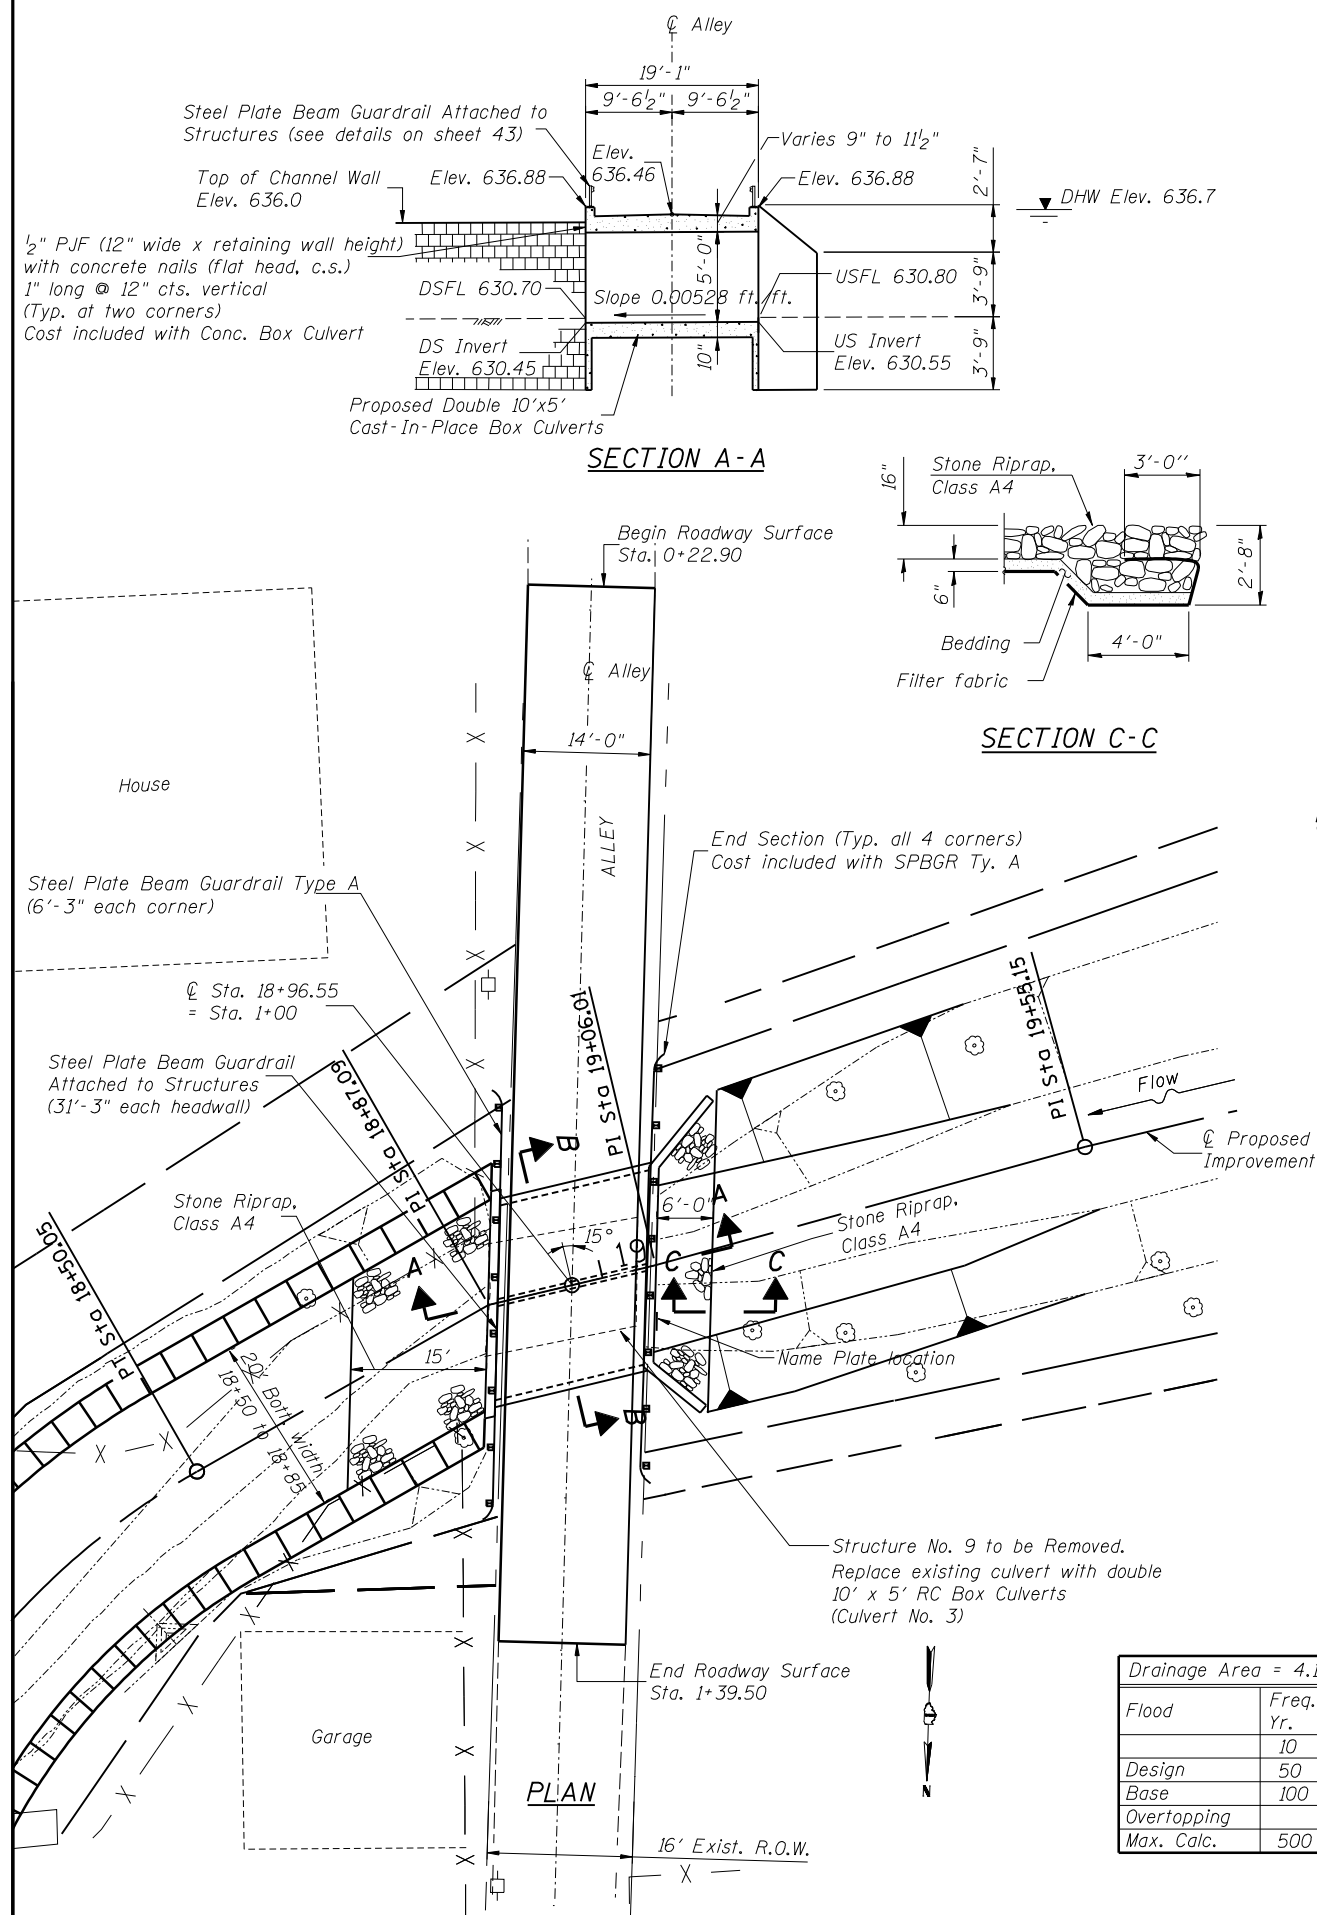 ℄ Alley
19'-1"
9'-6½" 9'-6½"
Steel Plate Beam Guardrail Attached to
Structures (see details on sheet 43)
Varies 9" to 11½"
Elev.
636.46
Top of Channel Wall
Elev. 636.0
Elev. 636.88
Elev. 636.88
2'-7"
DHW Elev. 636.7
½" PJF (12" wide x retaining wall height)
with concrete nails (flat head, c.s.)
1" long @ 12" cts. vertical
(Typ. at two corners)
Cost included with Conc. Box Culvert
5'-0"
DSFL 630.70
USFL 630.80
3'-9"
Slope 0.00528 ft./ft.
DS Invert
Elev. 630.45
10"
US Invert
Elev. 630.55
3'-9"
Proposed Double 10'x5'
Cast-In-Place Box Culverts
SECTION A-A
16"
Stone Riprap,
Class A4
3'-0"
2'-8"
6"
Bedding
4'-0"
Filter fabric
SECTION C-C
Begin Roadway Surface
Sta. 0+22.90
℄ Alley
14'-0"
House
ALLEY
End Section (Typ. all 4 corners)
Cost included with SPBGR Ty. A
Steel Plate Beam Guardrail Type A
(6'-3" each corner)
℄ Sta. 18+96.55
= Sta. 1+00
PI Sta 19+06.01
PI Sta 19+55.15
Steel Plate Beam Guardrail
Attached to Structures
(31'-3" each headwall)
PI Sta 18+87.09
Flow
℄ Proposed
Improvement
B
Stone Riprap,
Class A4
6'-0"
A
Stone Riprap,
Class A4
15°
19
PT Sta 18+50.05
A
C C
15'
Name Plate location
20' Bott. width
18+50 to 18+85
B
Structure No. 9 to be Removed.
Replace existing culvert with double
10' x 5' RC Box Culverts
(Culvert No. 3)
End Roadway Surface
Sta. 1+39.50
N
Garage
PLAN
16' Exist. R.O.W.
Drainage Area = 4.1
Flood Freq.
Yr.
10
Design 50
Base 100
Overtopping
Max. Calc. 500